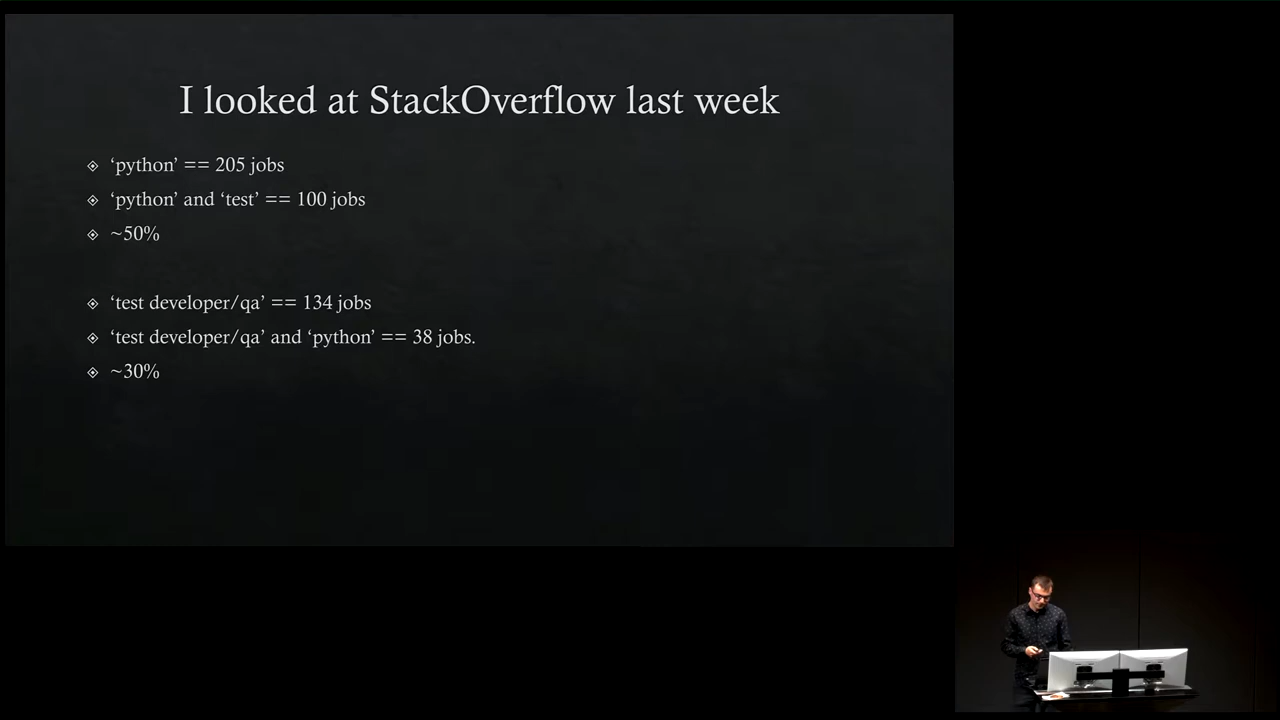 I looked at StackOverflow last week
‘python’ == 205 jobs
‘python’ and ‘test’ == 100 jobs
~50%
‘test developer/qa’ == 134 jobs
‘test developer/qa’ and ‘python’ == 38 jobs.
~30%